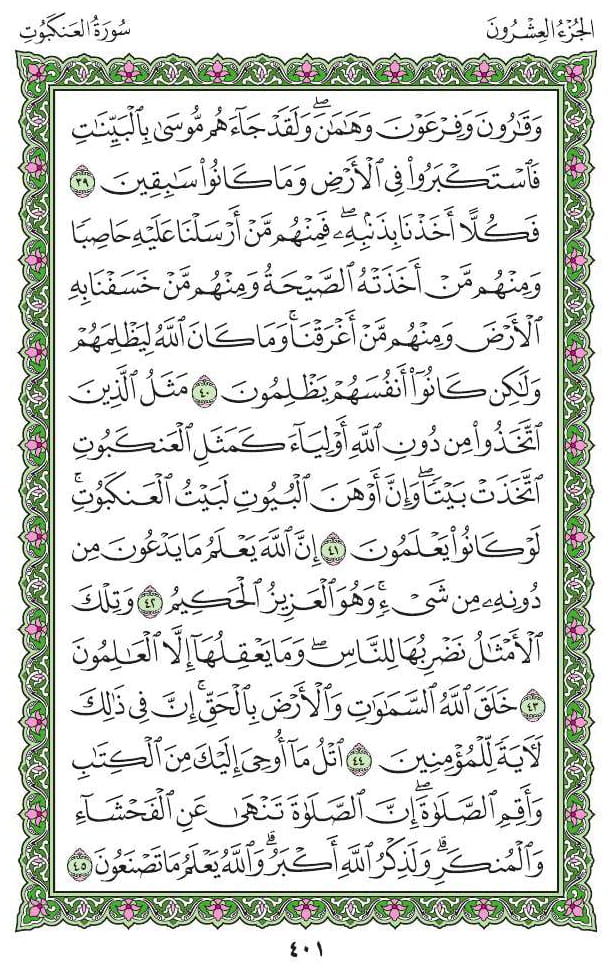 الجُزْءُ العِشْرُونَ
سُورَةُ العَنكَبُوتِ
وَقَٰرُونَ وَفِرْعَوْنَ وَهَٰمَٰنَ ۖ وَلَقَدْ جَآءَهُم مُّوسَىٰ بِٱلْبَيِّنَٰتِ
فَٱسْتَكْبَرُوا۟ فِى ٱلْأَرْضِ وَمَا كَانُوا۟ سَٰبِقِينَ ٣٩
فَكُلًّا أَخَذْنَا بِذَنۢبِهِۦ ۖ فَمِنْهُم مَّنْ أَرْسَلْنَا عَلَيْهِ حَاصِبًا
وَمِنْهُم مَّنْ أَخَذَتْهُ ٱلصَّيْحَةُ وَمِنْهُم مَّنْ خَسَفْنَا بِهِ
ٱلْأَرْضَ وَمِنْهُم مَّنْ أَغْرَقْنَا ۚ وَمَا كَانَ ٱللَّهُ لِيَظْلِمَهُمْ
وَلَٰكِن كَانُوٓا۟ أَنفُسَهُمْ يَظْلِمُونَ ٤٠ مَثَلُ ٱلَّذِينَ
ٱتَّخَذُوا۟ مِن دُونِ ٱللَّهِ أَوْلِيَآءَ كَمَثَلِ ٱلْعَنكَبُوتِ
ٱتَّخَذَتْ بَيْتًا ۖ وَإِنَّ أَوْهَنَ ٱلْبُيُوتِ لَبَيْتُ ٱلْعَنكَبُوتِ ۚ
لَوْ كَانُوا۟ يَعْلَمُونَ ٤١ إِنَّ ٱللَّهَ يَعْلَمُ مَا يَدْعُونَ مِن
دُونِهِۦ مِن شَىْءٍ ۚ وَهُوَ ٱلْعَزِيزُ ٱلْحَكِيمُ ٤٢ وَتِلْكَ
ٱلْأَمْثَٰلُ نَضْرِبُهَا لِلنَّاسِ ۖ وَمَا يَعْقِلُهَآ إِلَّا ٱلْعَٰلِمُونَ
٤٣ خَلَقَ ٱللَّهُ ٱلسَّمَٰوَٰتِ وَٱلْأَرْضَ بِٱلْحَقِّ ۚ إِنَّ فِى ذَٰلِكَ
لَءَايَةً لِّلْمُؤْمِنِينَ ٤٤ ٱتْلُ مَآ أُوحِىَ إِلَيْكَ مِنَ ٱلْكِتَٰبِ
وَأَقِمِ ٱلصَّلَوٰةَ ۖ إِنَّ ٱلصَّلَوٰةَ تَنْهَىٰ عَنِ ٱلْفَحْشَآءِ
وَٱلْمُنكَرِ ۗ وَلَذِكْرُ ٱللَّهِ أَكْبَرُ ۗ وَٱللَّهُ يَعْلَمُ مَا تَصْنَعُونَ ٤٥
٤٠١